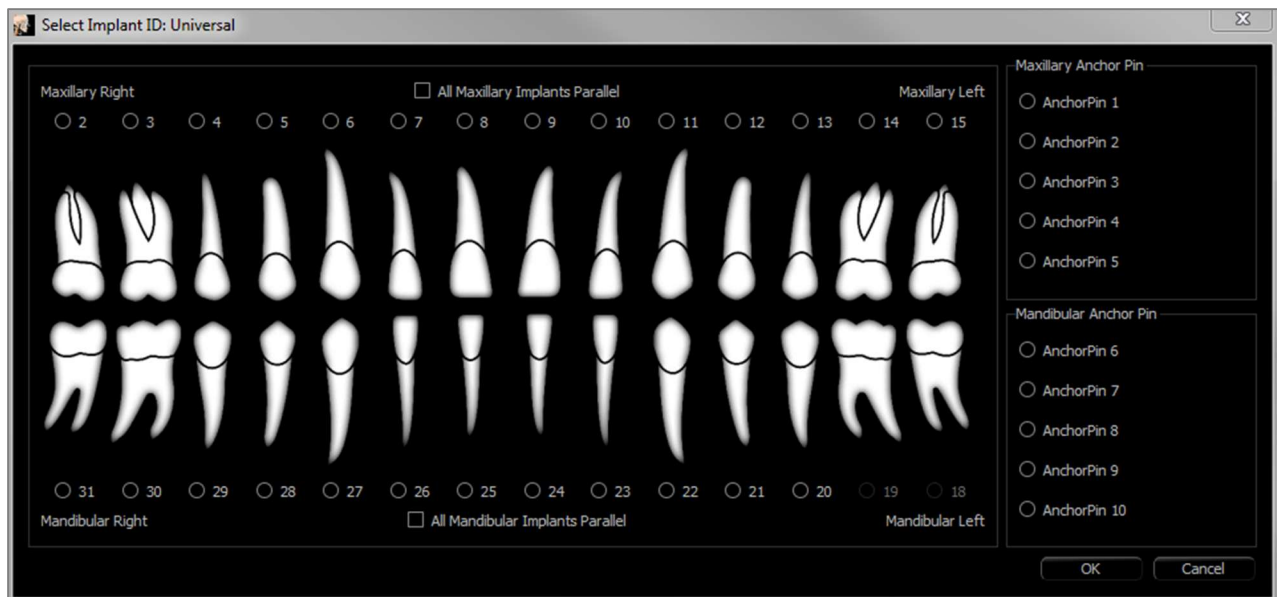 Select Implant ID: Universal
Maxillary Right
All Maxillary Implants Parallel
Maxillary Left
2 3 4 5 6 7 8 9 10 11 12 13 14 15
31 30 29 28 27 26 25 24 23 22 21 20 19 18
Mandibular Right
All Mandibular Implants Parallel
Mandibular Left
Maxillary Anchor Pin
AnchorPin 1
AnchorPin 2
AnchorPin 3
AnchorPin 4
AnchorPin 5
Mandibular Anchor Pin
AnchorPin 6
AnchorPin 7
AnchorPin 8
AnchorPin 9
AnchorPin 10
OK
Cancel